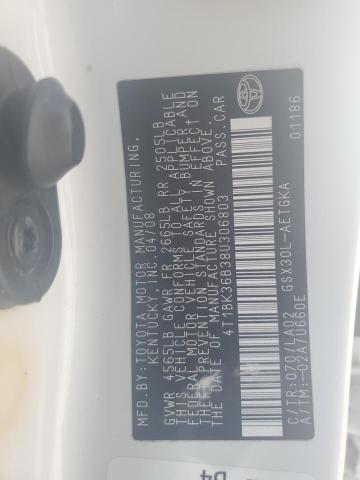 MFD.BY:TOYOTA MOTOR MANUFACTURING,
KENTUCKY,INC. 04/08
GVWR 4565LB GAWR FR 2665LB RR 2505LB
THIS VEHICLE CONFORMS TO ALL APPLICABLE
FEDERAL MOTOR VEHICLE SAFETY BUMPER,AND
THEFT PREVENTION STANDARDS IN EFFECT ON
THE DATE OF MANUFACTURE SHOWN ABOVE.
4T1BK36B38U306803 PASS.CAR
C/TR:070/LA02 GSX30L-AETGKA
A/TM:-02A/U660E 01186